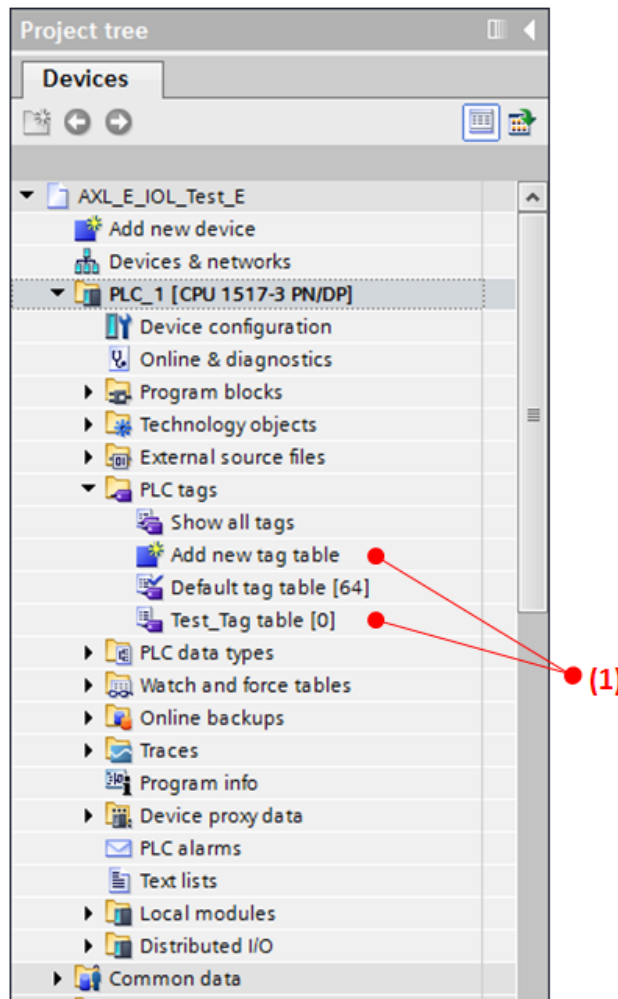 Project tree
Devices
AXL_E_IOL_Test_E
Add new device
Devices & networks
PLC_1 [CPU 1517-3 PN/DP]
Device configuration
Online & diagnostics
Program blocks
Technology objects
External source files
PLC tags
Show all tags
Add new tag table
Default tag table [64]
Test_Tag table [0]
PLC data types
(1)
Watch and force tables
Online backups
Traces
Program info
Device proxy data
PLC alarms
Text lists
Local modules
Distributed I/O
Common data